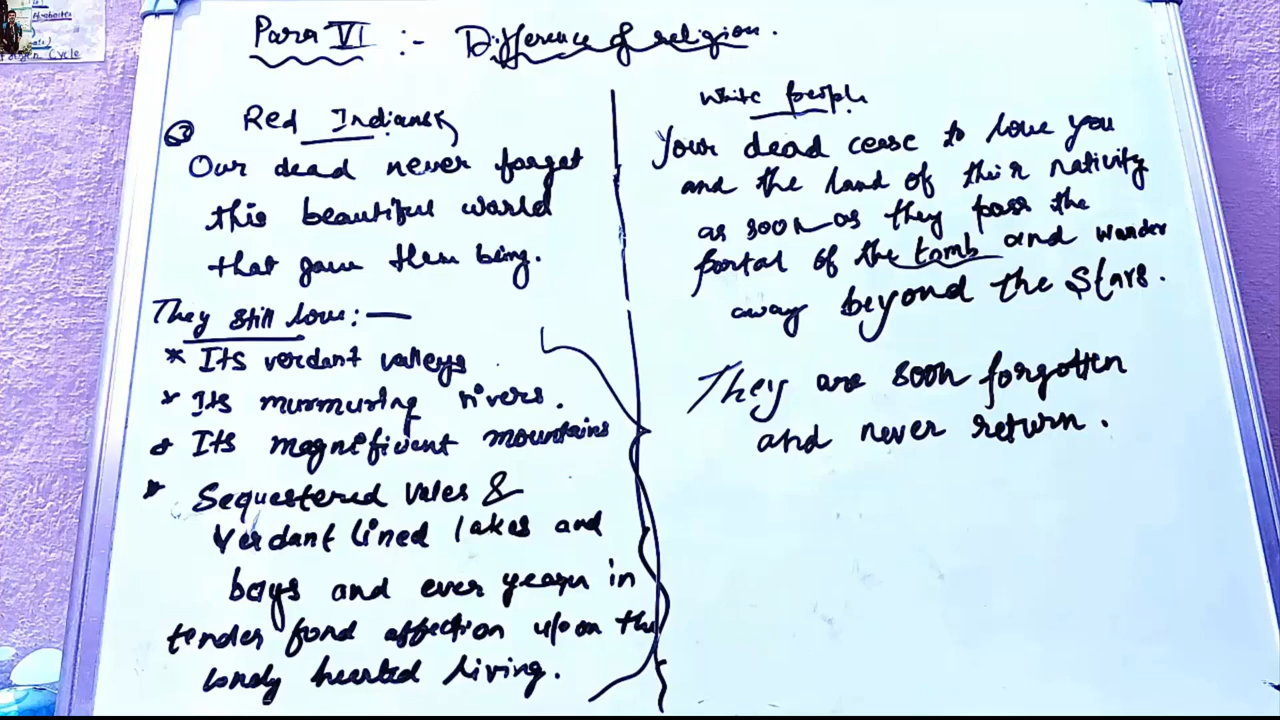 Para VI :- Difference of religion.
③ Red Indians
Our dead never forget
this beautiful world
that gave them being.
They still love: —
* Its verdant valleys
* Its murmuring rivers.
* Its magnificent mountains
* Sequestered vales &
Verdant lined lakes and
bays and ever yearn in
tender fond affection upon the
lonely hearted living.
White people
Your dead cease to love you
and the land of their nativity
as soon as they pass the
portal of the tomb and wander
away beyond the stars.
They are soon forgotten
and never return.
Cycle